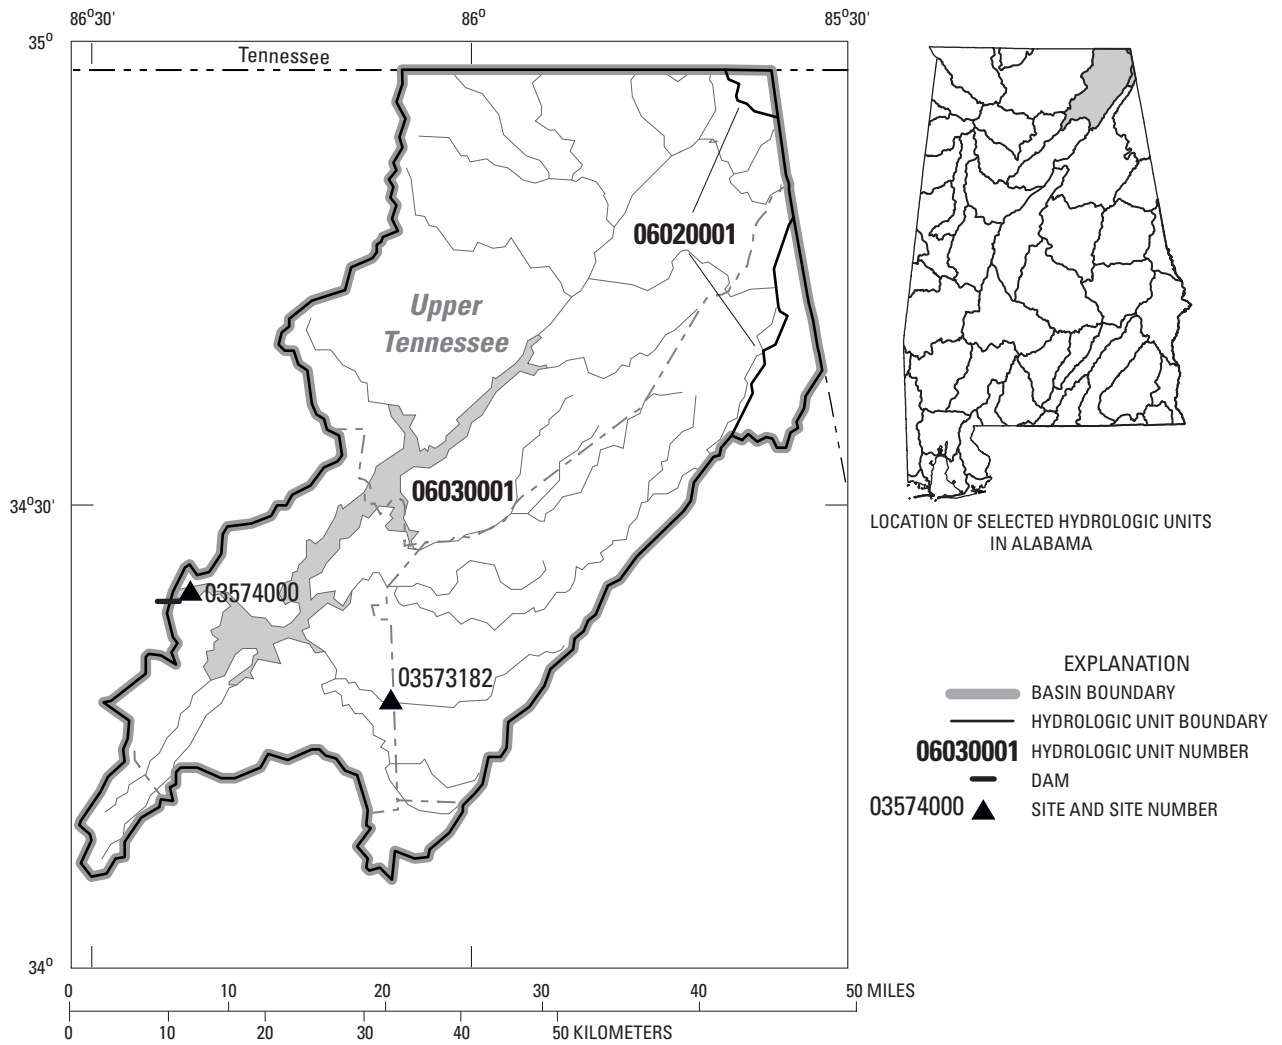 86°30'
86°
85°30'
35°
Tennessee
06020001
Upper
Tennessee
06030001
34°30'
03574000
03573182
34°
0
10
20
30
40
50 MILES
0
10
20
30
40
50 KILOMETERS
LOCATION OF SELECTED HYDROLOGIC UNITS
IN ALABAMA
EXPLANATION
BASIN BOUNDARY
HYDROLOGIC UNIT BOUNDARY
06030001 HYDROLOGIC UNIT NUMBER
DAM
03574000 SITE AND SITE NUMBER